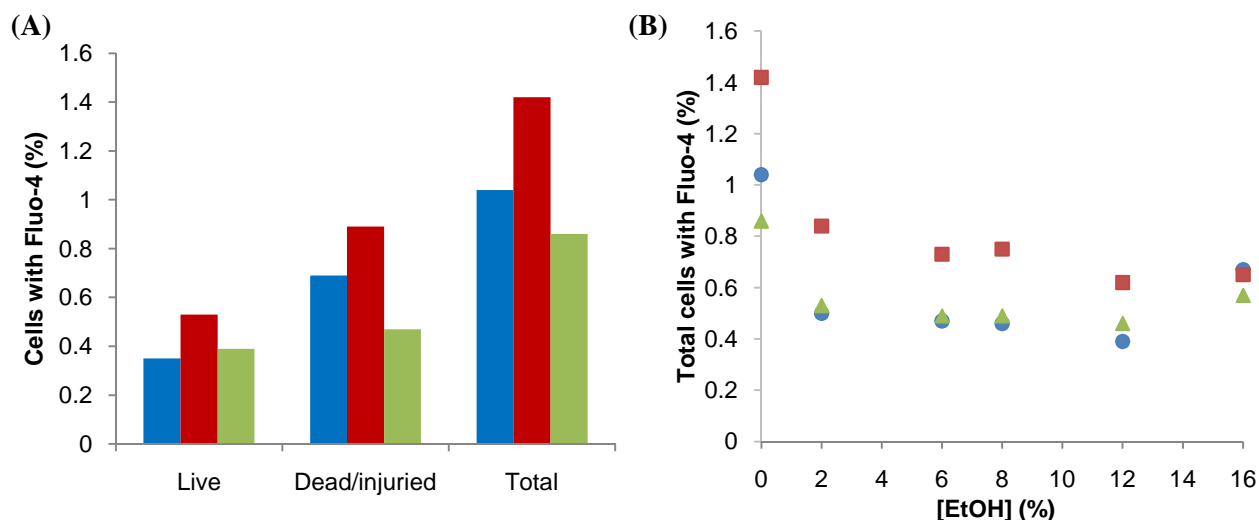 (A)
Cells with Fluo-4 (%)
1.6
1.4
1.2
1
0.8
0.6
0.4
0.2
0
Live
Dead/injuried
Total
(B)
Total cells with Fluo-4 (%)
1.6
1.4
1.2
1
0.8
0.6
0.4
0.2
0
0 2 4 6 8 10 12 14 16
[EtOH] (%)